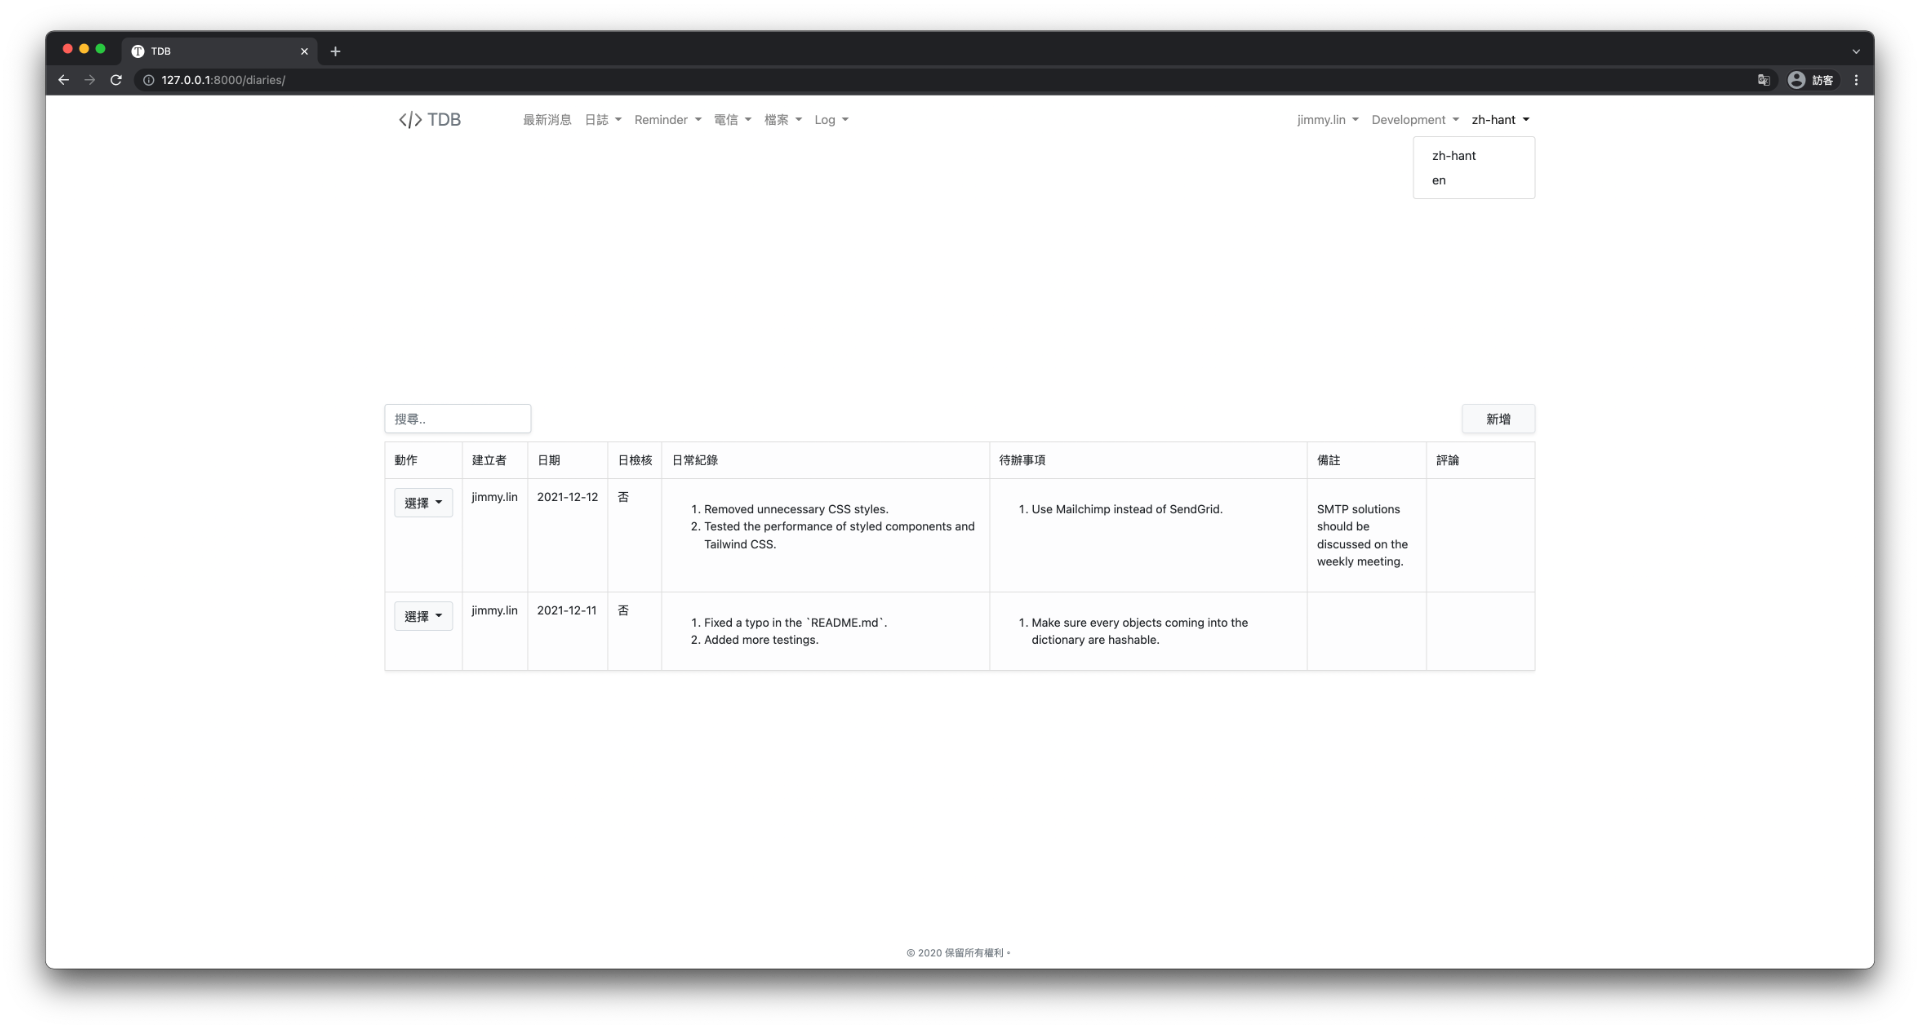 TDB
127.0.0.1:8000/diaries/
訪客
</> TDB
最新消息 日誌 Reminder 電信 檔案 Log
jimmy.lin Development zh-hant
zh-hant
en
搜尋..
新增
動作 建立者 日期 日檢核 日常紀錄 待辦事項 備註 評論
選擇 jimmy.lin 2021-12-12 否
1. Removed unnecessary CSS styles.
2. Tested the performance of styled components and
Tailwind CSS.
1. Use Mailchimp instead of SendGrid.
SMTP solutions
should be
discussed on the
weekly meeting.
選擇 jimmy.lin 2021-12-11 否
1. Fixed a typo in the `README.md`.
2. Added more testings.
1. Make sure every objects coming into the
dictionary are hashable.
© 2020 保留所有權利。